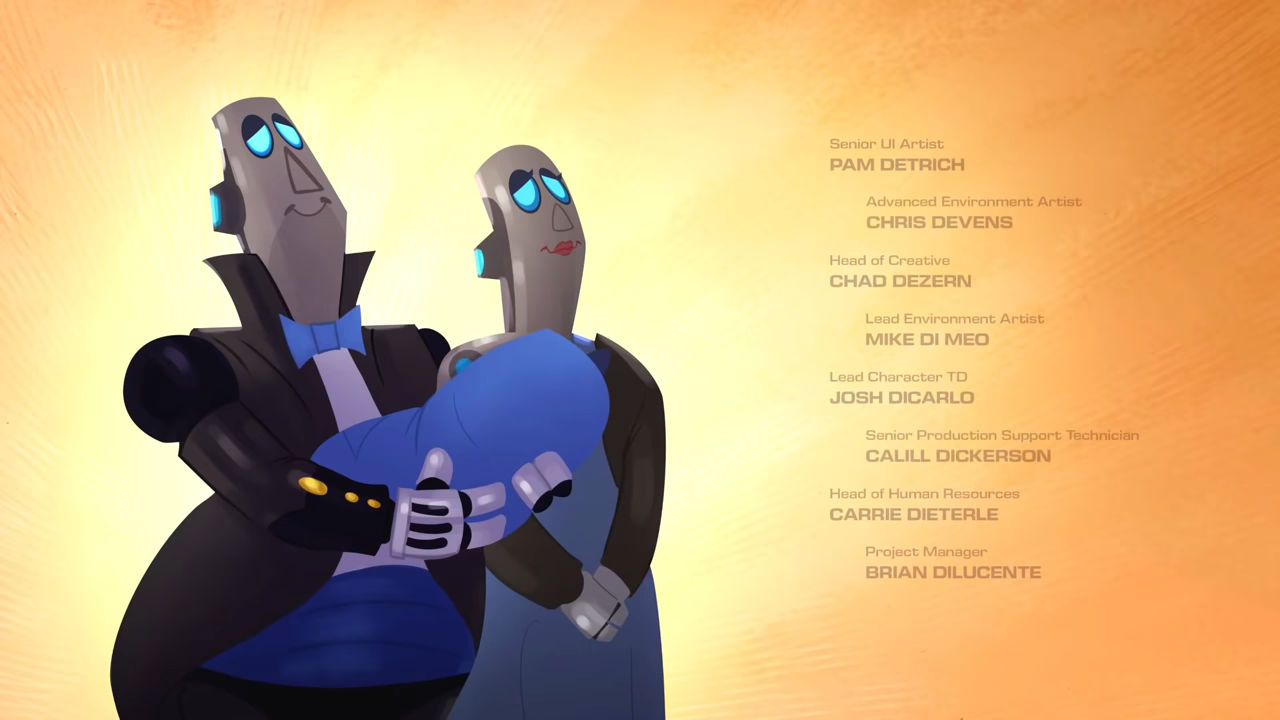 Senior UI Artist
PAM DETRICH
Advanced Environment Artist
CHRIS DEVENS
Head of Creative
CHAD DEZERN
Lead Environment Artist
MIKE DI MEO
Lead Character TD
JOSH DICARLO
Senior Production Support Technician
CALILL DICKERSON
Head of Human Resources
CARRIE DIETERLE
Project Manager
BRIAN DILUCENTE